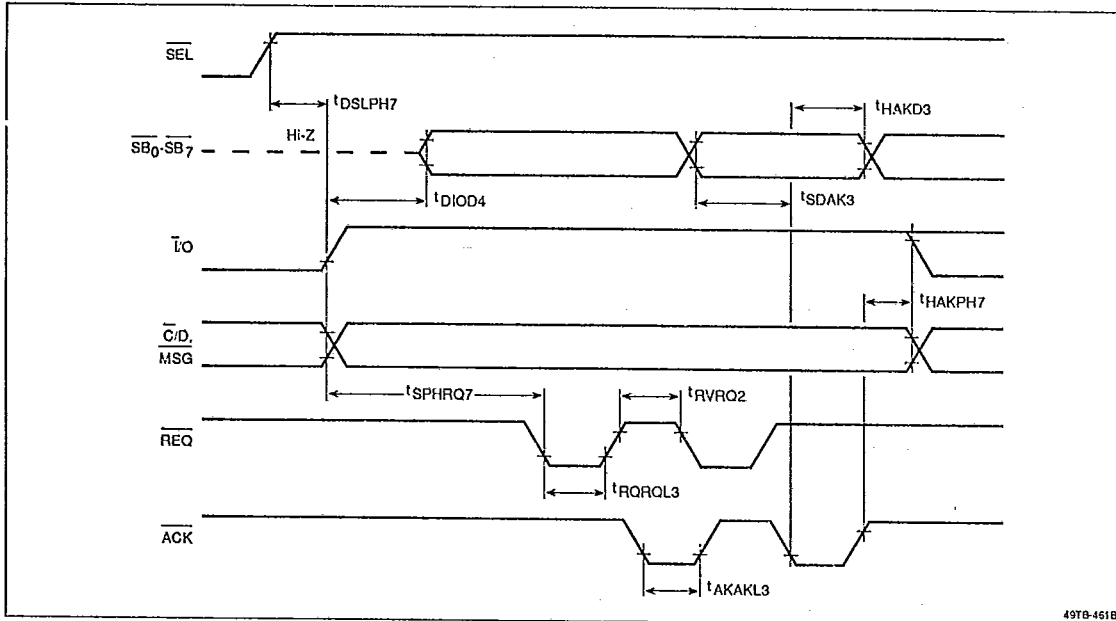 SEL
tDSLPH7
tHAKD3
Hi-Z
SB0-SB7
tDIOD4
tSDAK3
I/O
tHAKPH7
C/D,
MSG
tSPHRQ7
tRVRQ2
REQ
tRQRQL3
ACK
tAKAKL3
49TB-461B